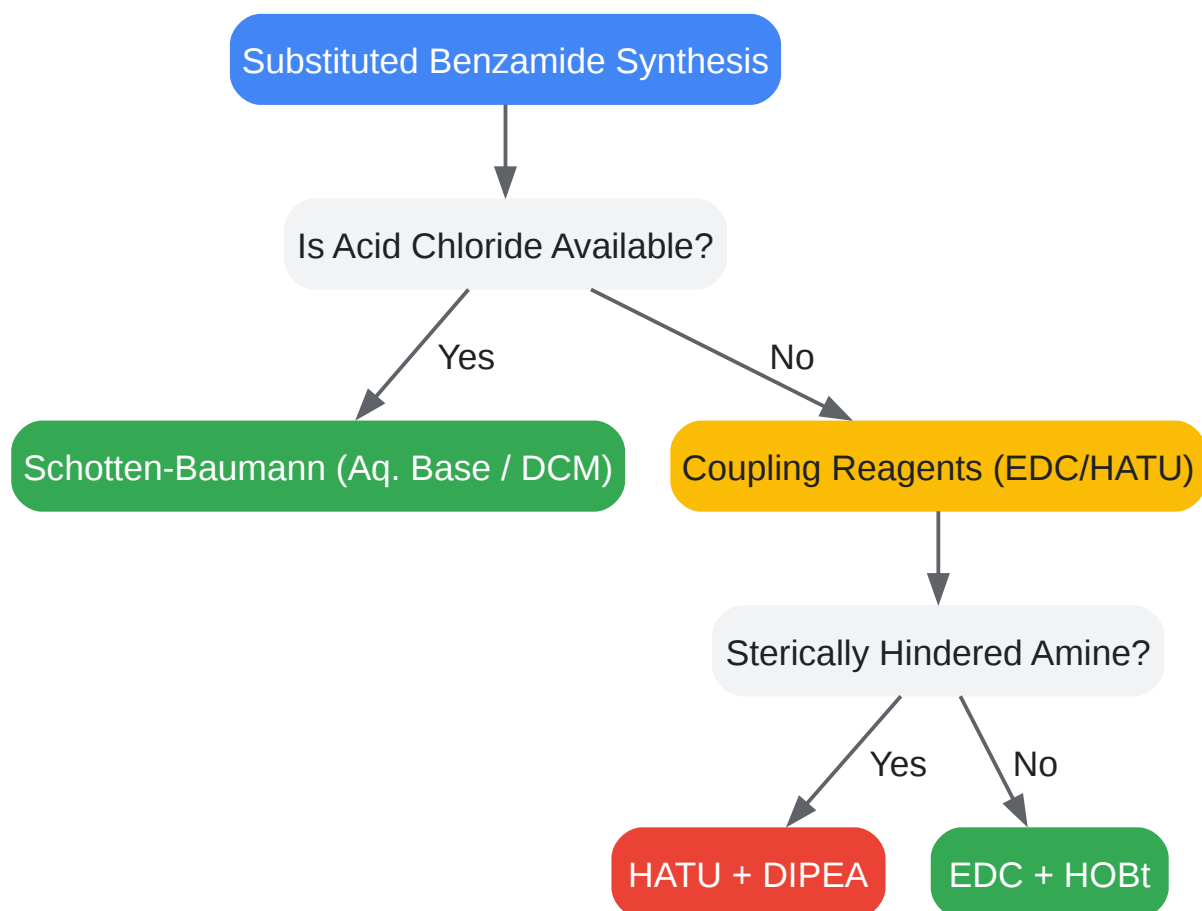 Substituted Benzamide Synthesis
Is Acid Chloride Available?
Yes
No
Schotten-Baumann (Aq. Base / DCM)
Coupling Reagents (EDC/HATU)
Sterically Hindered Amine?
Yes
No
HATU + DIPEA
EDC + HOBt